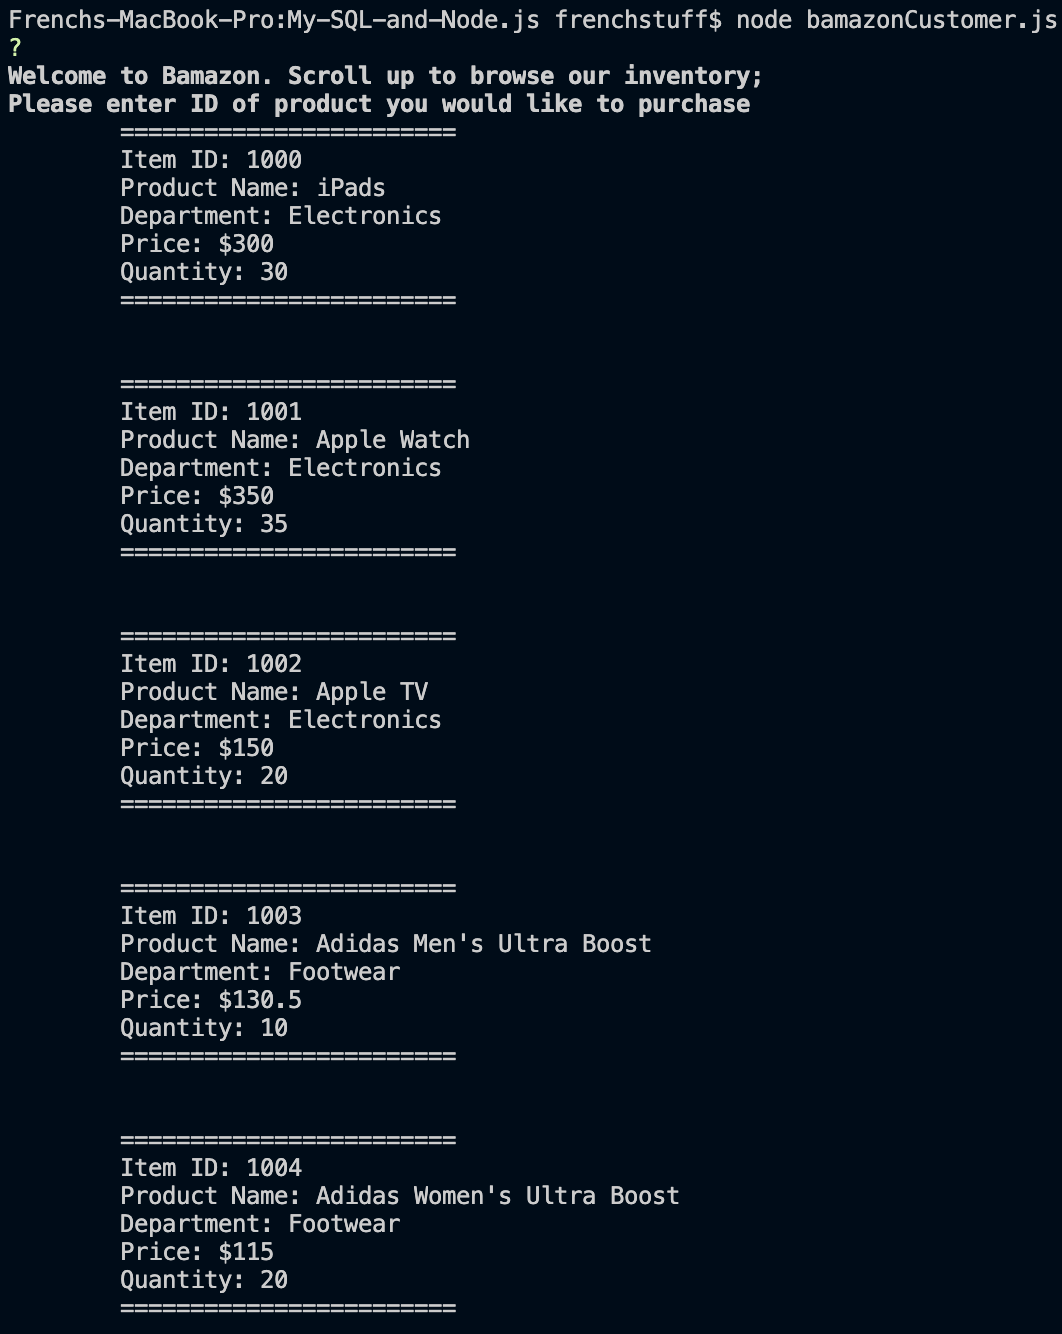 Frenchs-MacBook-Pro:My-SQL-and-Node.js frenchstuff$ node bamazonCustomer.js
?
Welcome to Bamazon. Scroll up to browse our inventory;
Please enter ID of product you would like to purchase
========================
Item ID: 1000
Product Name: iPads
Department: Electronics
Price: $300
Quantity: 30
========================
========================
Item ID: 1001
Product Name: Apple Watch
Department: Electronics
Price: $350
Quantity: 35
========================
========================
Item ID: 1002
Product Name: Apple TV
Department: Electronics
Price: $150
Quantity: 20
========================
========================
Item ID: 1003
Product Name: Adidas Men's Ultra Boost
Department: Footwear
Price: $130.5
Quantity: 10
========================
========================
Item ID: 1004
Product Name: Adidas Women's Ultra Boost
Department: Footwear
Price: $115
Quantity: 20
========================